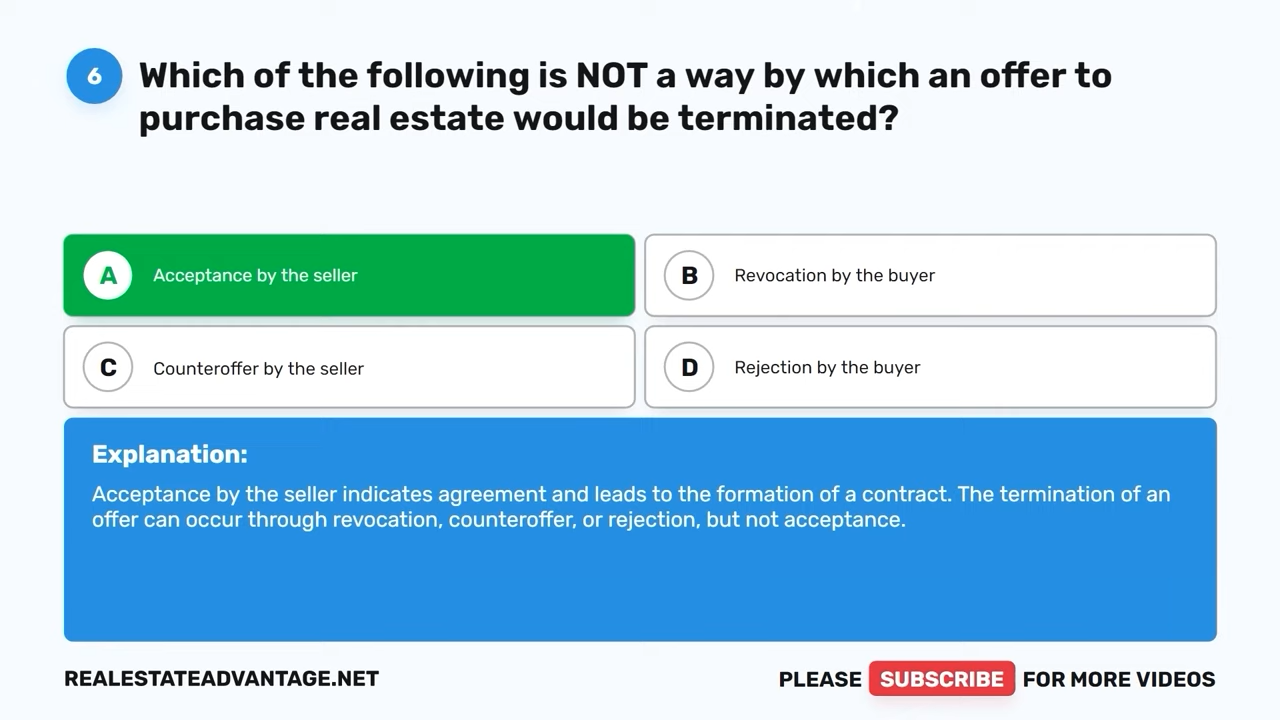 6
Which of the following is NOT a way by which an offer to
purchase real estate would be terminated?
A Acceptance by the seller
B Revocation by the buyer
C Counteroffer by the seller
D Rejection by the buyer
Explanation:
Acceptance by the seller indicates agreement and leads to the formation of a contract. The termination of an
offer can occur through revocation, counteroffer, or rejection, but not acceptance.
REALESTATEADVANTAGE.NET
PLEASE SUBSCRIBE FOR MORE VIDEOS